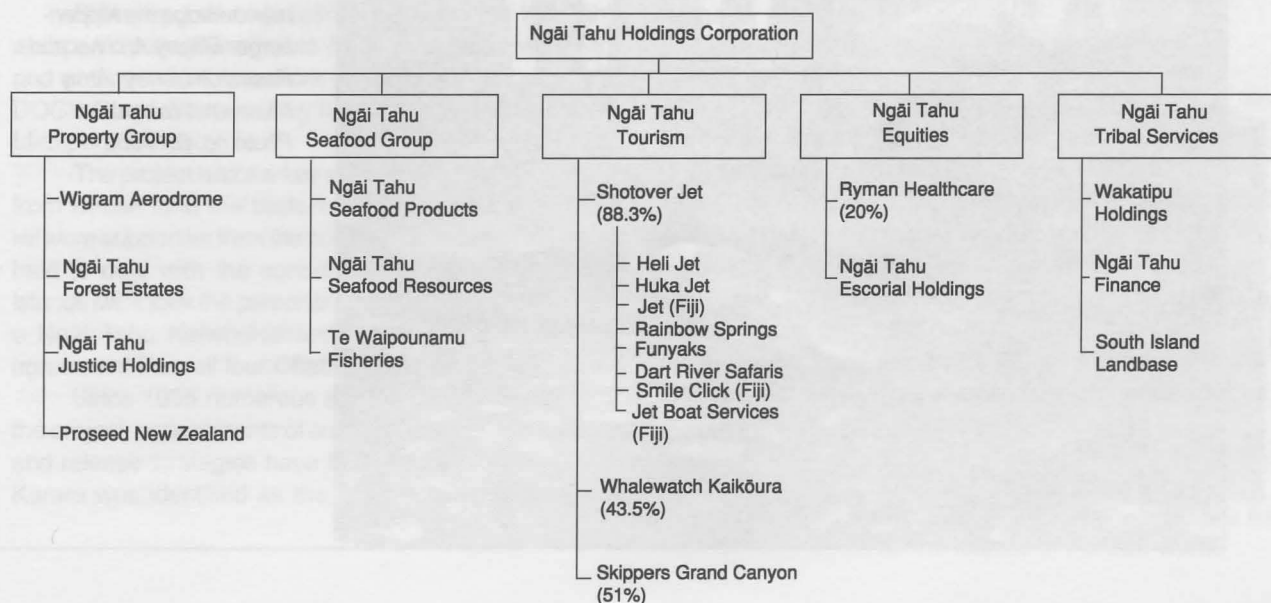 Ngāi Tahu Holdings Corporation
Ngāi Tahu
Property Group
Wigram Aerodrome
Ngāi Tahu
Forest Estates
Ngāi Tahu
Justice Holdings
Proseed New Zealand
Ngāi Tahu
Seafood Group
Ngāi Tahu
Seafood Products
Ngāi Tahu
Seafood Resources
Te Waipounamu
Fisheries
Ngāi Tahu
Tourism
Shotover Jet
(88.3%)
Heli Jet
Huka Jet
Jet (Fiji)
Rainbow Springs
Funyaks
Dart River Safaris
Smile Click (Fiji)
Jet Boat Services
(Fiji)
Whalewatch Kaikōura
(43.5%)
Skippers Grand Canyon
(51%)
Ngāi Tahu
Equities
Ryman Healthcare
(20%)
Ngāi Tahu
Escorial Holdings
Ngāi Tahu
Tribal Services
Wakatipu
Holdings
Ngāi Tahu
Finance
South Island
Landbase